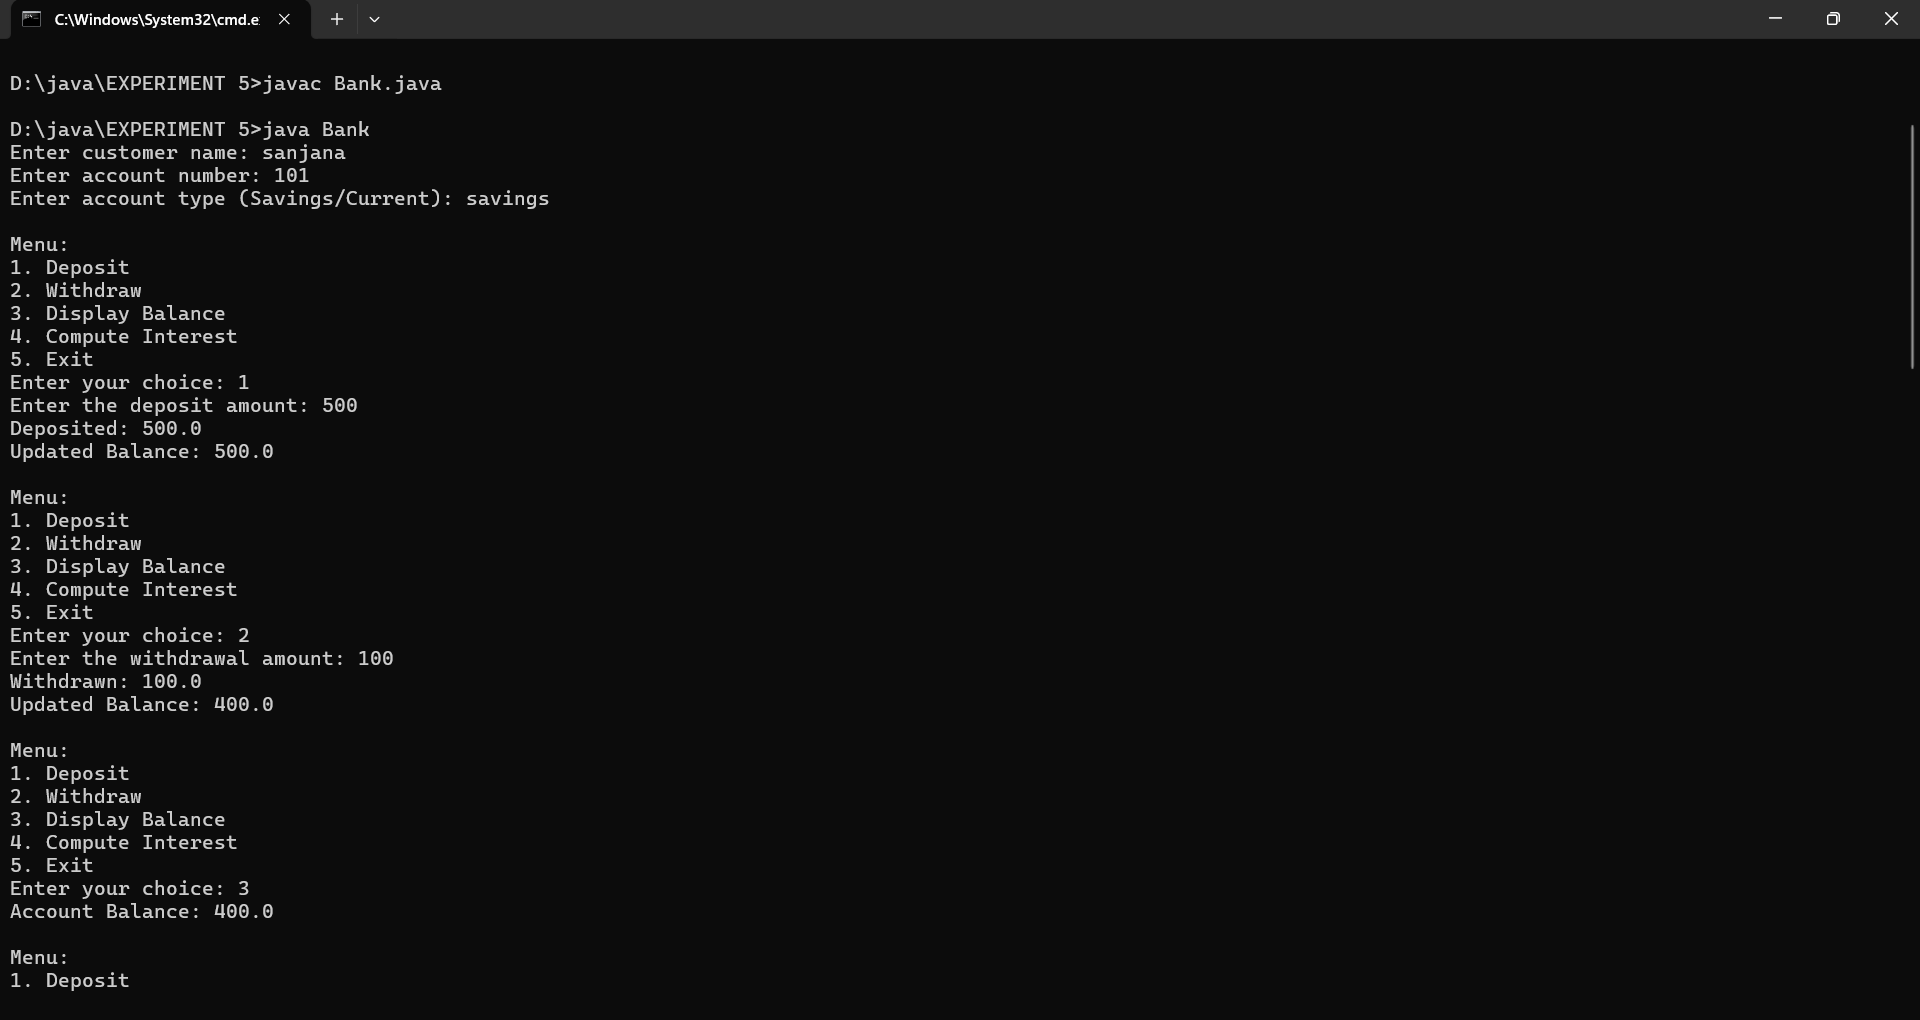 C:\Windows\System32\cmd.e
D:\java\EXPERIMENT 5>javac Bank.java
D:\java\EXPERIMENT 5>java Bank
Enter customer name: sanjana
Enter account number: 101
Enter account type (Savings/Current): savings
Menu:
1. Deposit
2. Withdraw
3. Display Balance
4. Compute Interest
5. Exit
Enter your choice: 1
Enter the deposit amount: 500
Deposited: 500.0
Updated Balance: 500.0
Menu:
1. Deposit
2. Withdraw
3. Display Balance
4. Compute Interest
5. Exit
Enter your choice: 2
Enter the withdrawal amount: 100
Withdrawn: 100.0
Updated Balance: 400.0
Menu:
1. Deposit
2. Withdraw
3. Display Balance
4. Compute Interest
5. Exit
Enter your choice: 3
Account Balance: 400.0
Menu:
1. Deposit